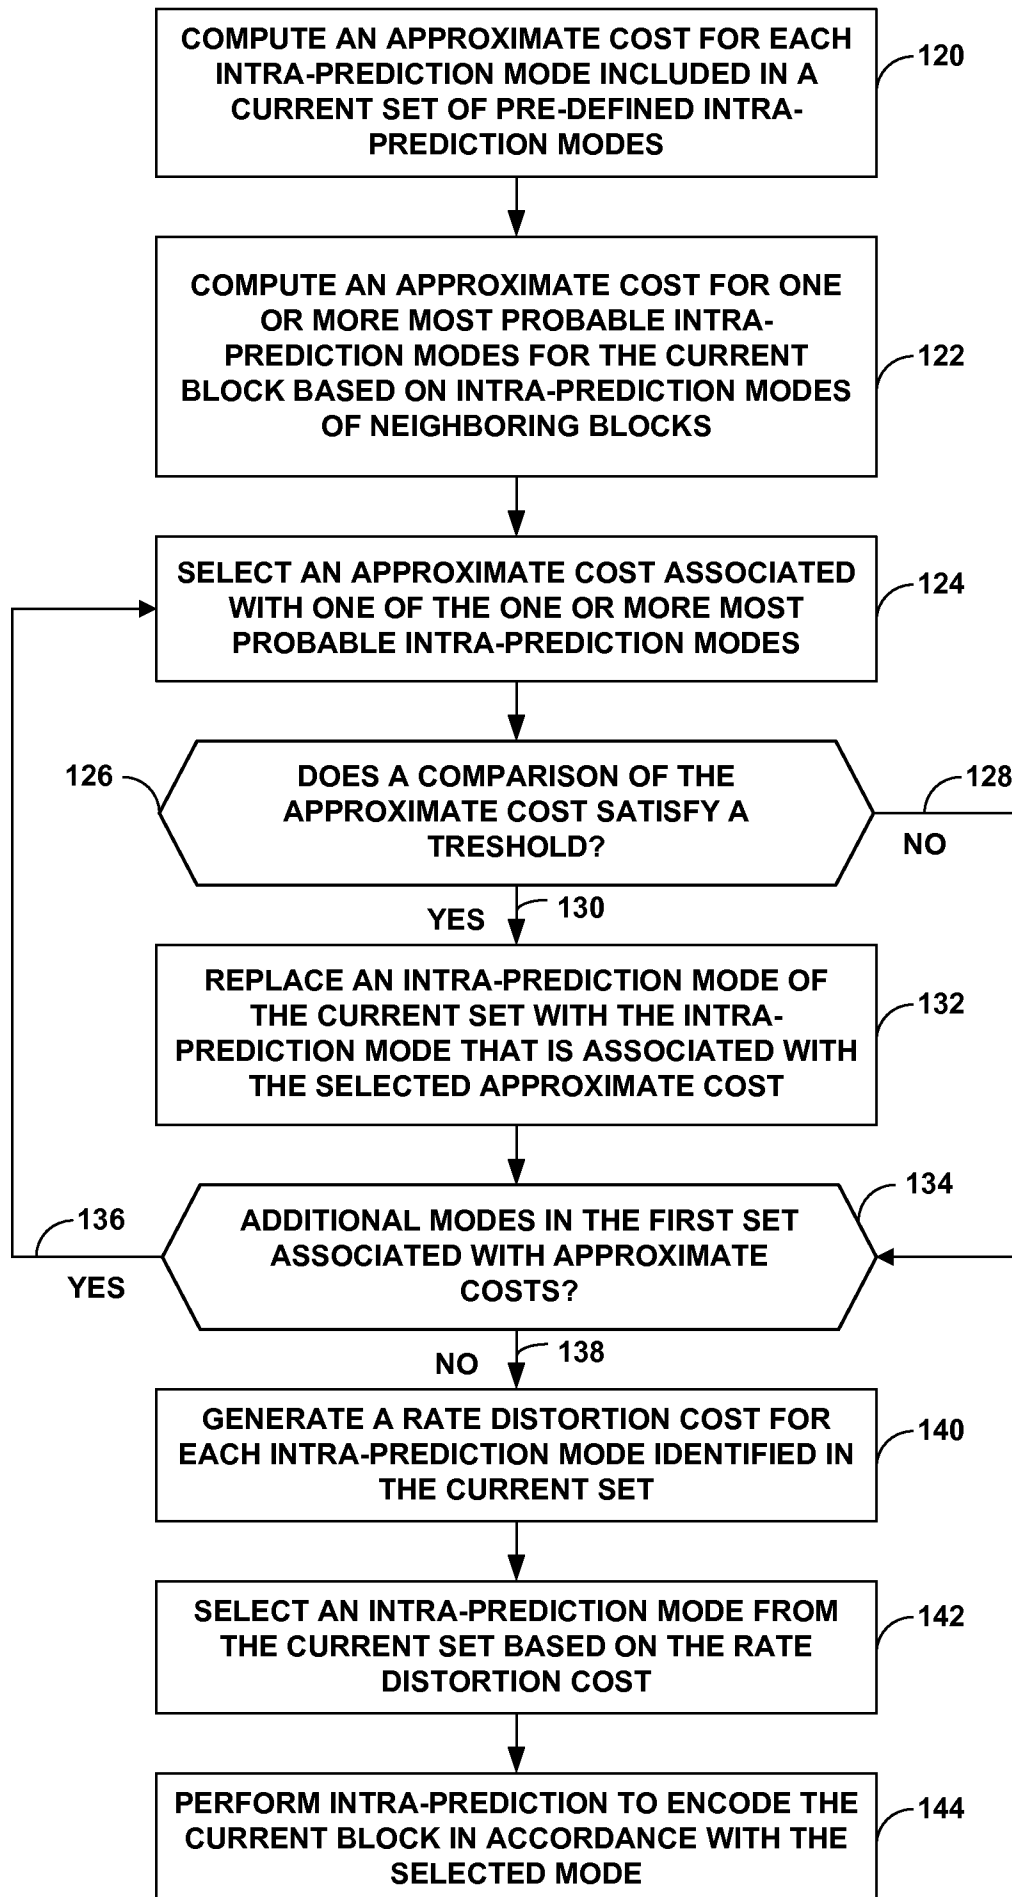 COMPUTE AN APPROXIMATE COST FOR EACH
INTRA-PREDICTION MODE INCLUDED IN A
CURRENT SET OF PRE-DEFINED INTRA-
PREDICTION MODES
120
COMPUTE AN APPROXIMATE COST FOR ONE
OR MORE MOST PROBABLE INTRA-
PREDICTION MODES FOR THE CURRENT
BLOCK BASED ON INTRA-PREDICTION MODES
OF NEIGHBORING BLOCKS
122
SELECT AN APPROXIMATE COST ASSOCIATED
WITH ONE OF THE ONE OR MORE MOST
PROBABLE INTRA-PREDICTION MODES
124
126
DOES A COMPARISON OF THE
APPROXIMATE COST SATISFY A
TRESHOLD?
128
NO
YES
130
REPLACE AN INTRA-PREDICTION MODE OF
THE CURRENT SET WITH THE INTRA-
PREDICTION MODE THAT IS ASSOCIATED WITH
THE SELECTED APPROXIMATE COST
132
134
136
YES
ADDITIONAL MODES IN THE FIRST SET
ASSOCIATED WITH APPROXIMATE
COSTS?
NO
138
GENERATE A RATE DISTORTION COST FOR
EACH INTRA-PREDICTION MODE IDENTIFIED IN
THE CURRENT SET
140
SELECT AN INTRA-PREDICTION MODE FROM
THE CURRENT SET BASED ON THE RATE
DISTORTION COST
142
PERFORM INTRA-PREDICTION TO ENCODE THE
CURRENT BLOCK IN ACCORDANCE WITH THE
SELECTED MODE
144